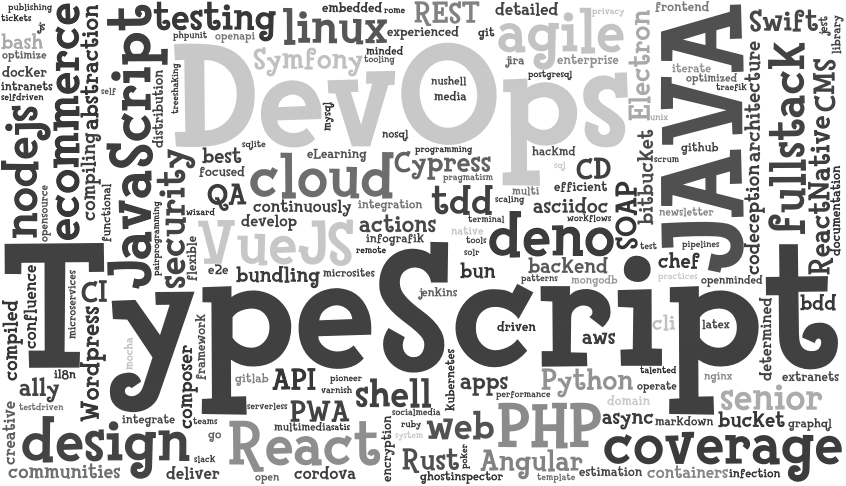 publishing
tickets
js
bash
optimize
docker
intranets
selfdriven
nodejs
opensource
ecommerce
compiling
abstraction
functional
self
JavaScript
pairprogramming
distribution
treeshaking
testing
phpunit
openapi
linux
embedded
rome
experienced
minded
tooling
Symfony
REST
git
jira
detailed
agile
enterprise
privacy
frontend
Electron
unix
iterate
optimized
traefik
Swift
jest
library
DevOps
nushell
media
mysql
postgresql
nosql
sqlite
best
focused
QA
wizard
security
flexible
eLearning
cloud
continuously
integration
develop
actions
infografik
remote
Cypress
programming
pragmatism
hackmd
sql
CD
efficient
multi
scaling
tdd
terminal
asciidoc
workflows
native
tools
solr
deno
SOAP
bitbucket
scrum
github
newsletter
test
pipelines
JAVA
codeception
architecture
fullstack
ReactNative
CMS
documentation
VueJS
e2e
bundling
microsites
bun
patterns
backend
mongodb
chef
practices
openminded
TypeScript
compiled
confluence
microservices
CI
Wordpress
i18n
a11y
testdriven
creative
mocha
composer
framework
jenkins
driven
aws
cli
latex
determined
bdd
extranets
gitlab
API
pioneer
varnish
serverless
PWA
multimedia
satis
shell
socialmedia
ruby
system
kubernetes
apps
performance
Python
domain
talented
operate
nginx
senior
async
markdown
bucket
graphql
design
integrate
teams
go
slack
communities
deliver
React
open
cordova
encryption
web
Rust
poker
ghostinspector
PHP
Angular
template
estimation
coverage
containers
infection